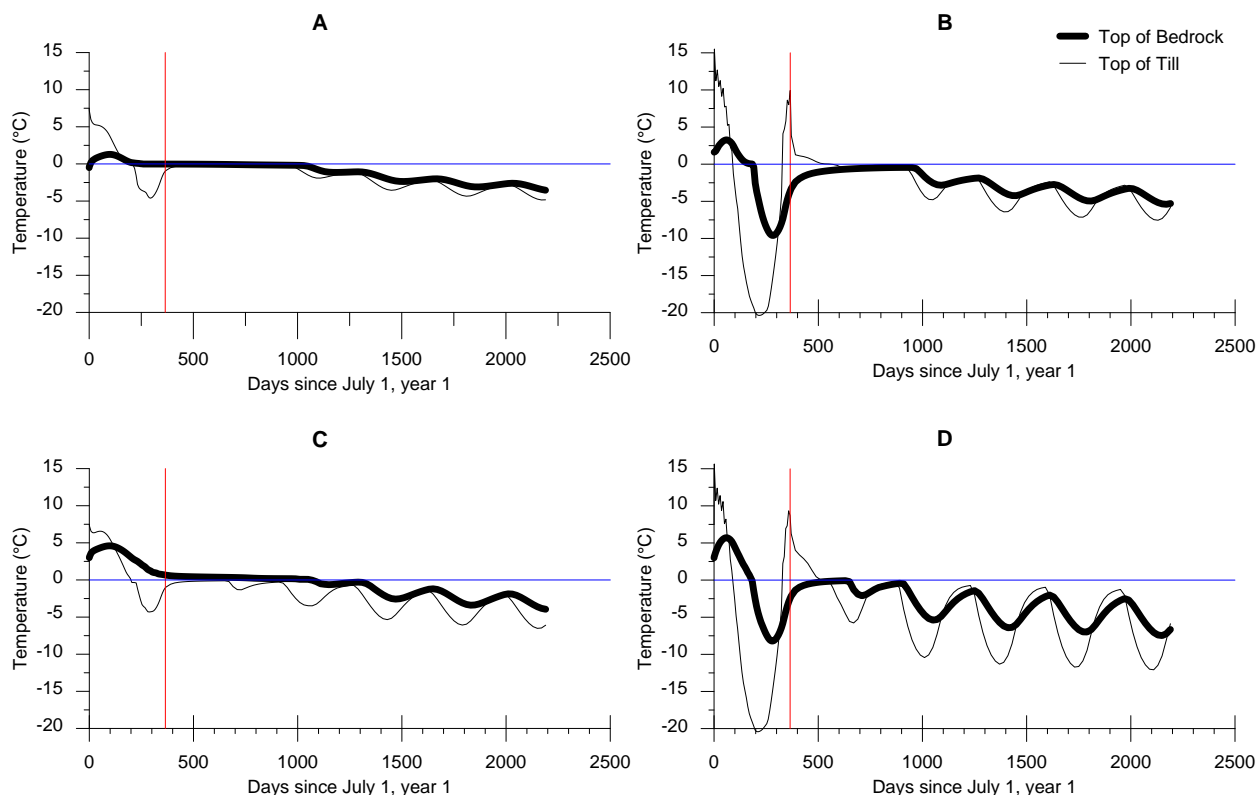 A
15
10
5
0
-5
-10
-15
-20
Temperature (°C)
0 500 1000 1500 2000 2500
Days since July 1, year 1
B
Top of Bedrock
Top of Till
15
10
5
0
-5
-10
-15
-20
Temperature (°C)
0 500 1000 1500 2000 2500
Days since July 1, year 1
C
15
10
5
0
-5
-10
-15
-20
Temperature (°C)
0 500 1000 1500 2000 2500
Days since July 1, year 1
D
15
10
5
0
-5
-10
-15
-20
Temperature (°C)
0 500 1000 1500 2000 2500
Days since July 1, year 1